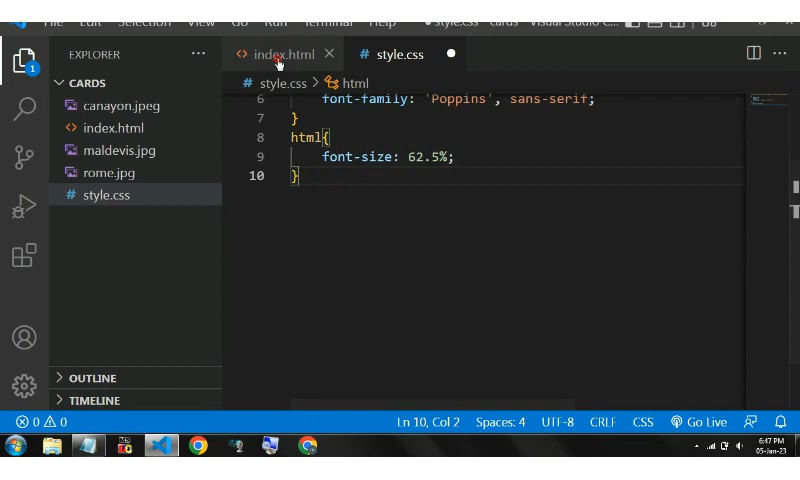 File Edit Selection View Go Run Terminal Help ● style.css - cards - Visual Studio C...
EXPLORER ...
index.html
# style.css
CARDS
# style.css > html
canayon.jpeg
index.html
maldevis.jpg
rome.jpg
# style.css
1
6 font-family: 'Poppins', sans-serif;
7 }
8 html{
9 font-size: 62.5%;
10 }
OUTLINE
TIMELINE
0 0 Ln 10, Col 2 Spaces: 4 UTF-8 CRLF CSS Go Live
6:47 PM
05-Jan-23